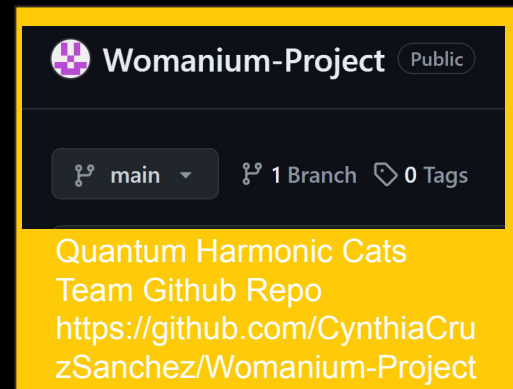 Womanium-Project Public
main 1 Branch 0 Tags
Quantum Harmonic Cats
Team Github Repo
https://github.com/CynthiaCru
zSanchez/Womanium-Project